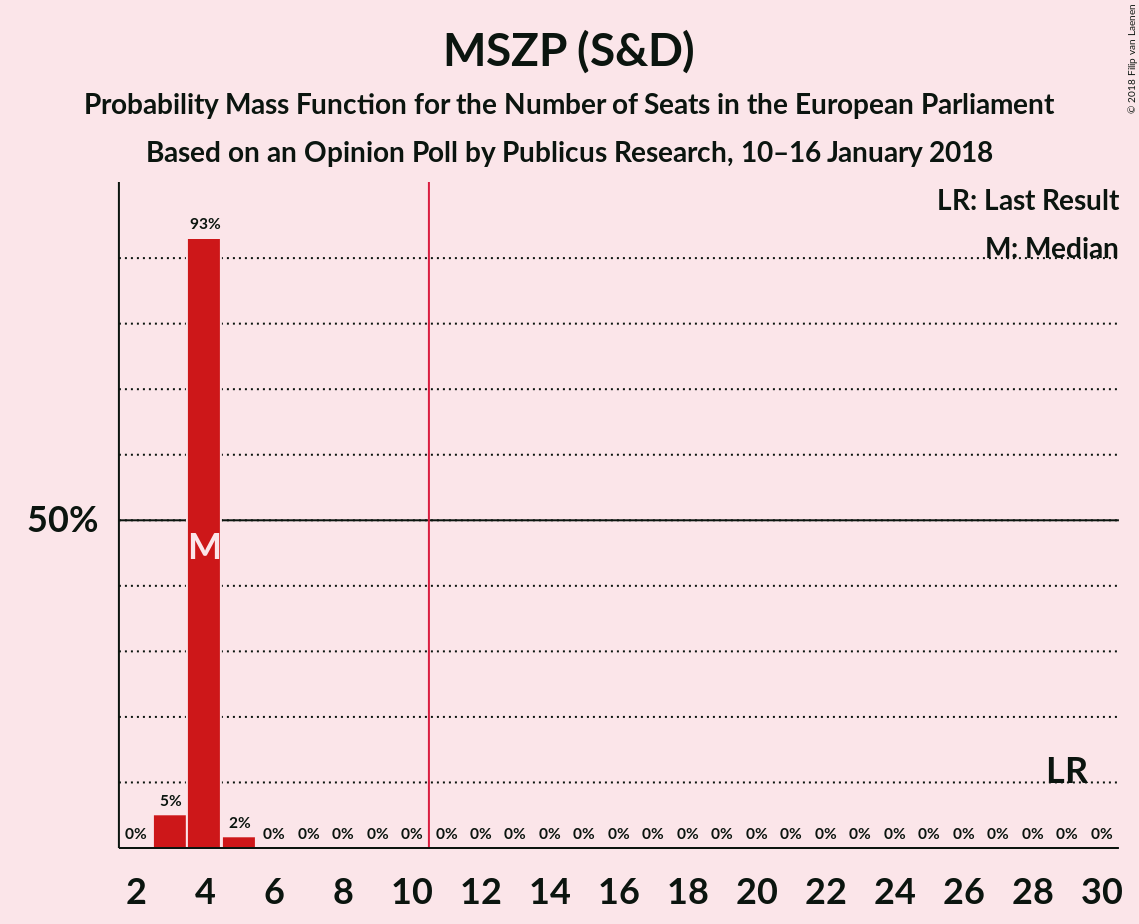 MSZP (S&D)
Probability Mass Function for the Number of Seats in the European Parliament
Based on an Opinion Poll by Publicus Research, 10–16 January 2018
© 2018 Filip van Laenen
LR: Last Result
M: Median
50%
0% 5% 93% 2% 0% 0% 0% 0% 0% 0% 0% 0% 0% 0% 0% 0% 0% 0% 0% 0% 0% 0% 0% 0% 0% 0% 0% 0% 0%
M
LR
2 4 6 8 10 12 14 16 18 20 22 24 26 28 30